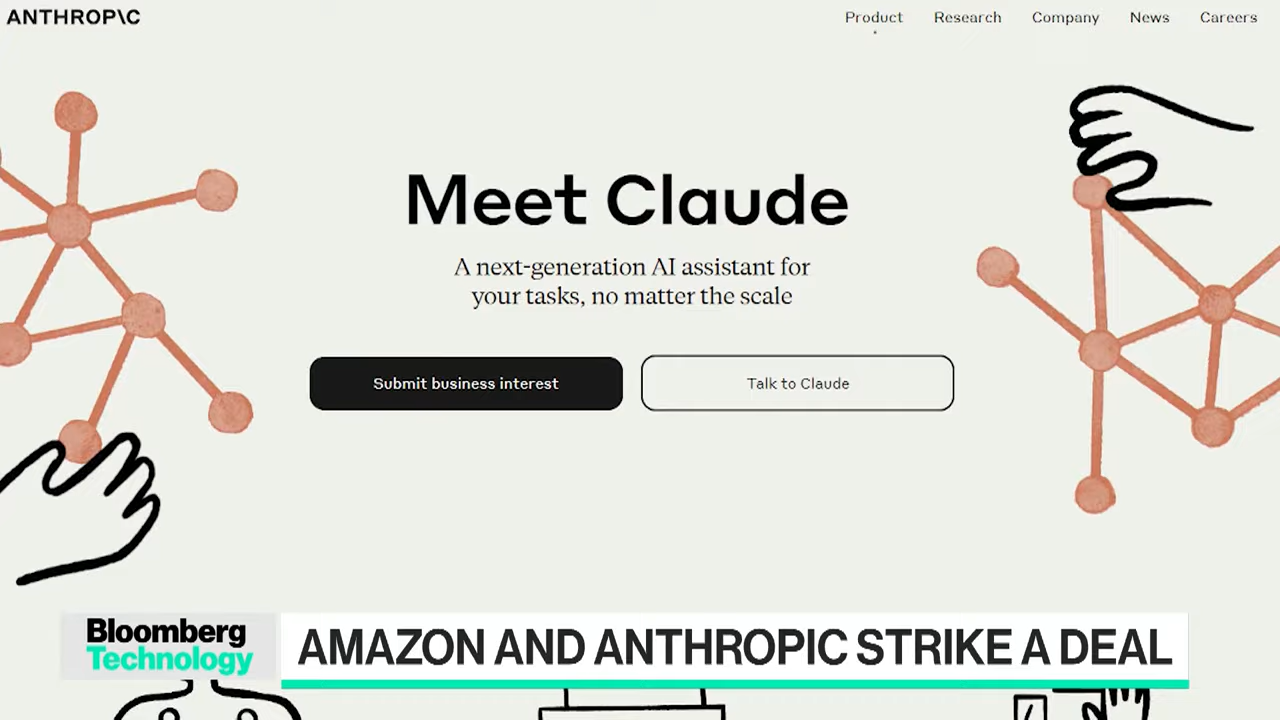 ANTHROP\C
Product Research Company News Careers
Meet Claude
A next-generation AI assistant for
your tasks, no matter the scale
Submit business interest
Talk to Claude
Bloomberg
Technology
AMAZON AND ANTHROPIC STRIKE A DEAL